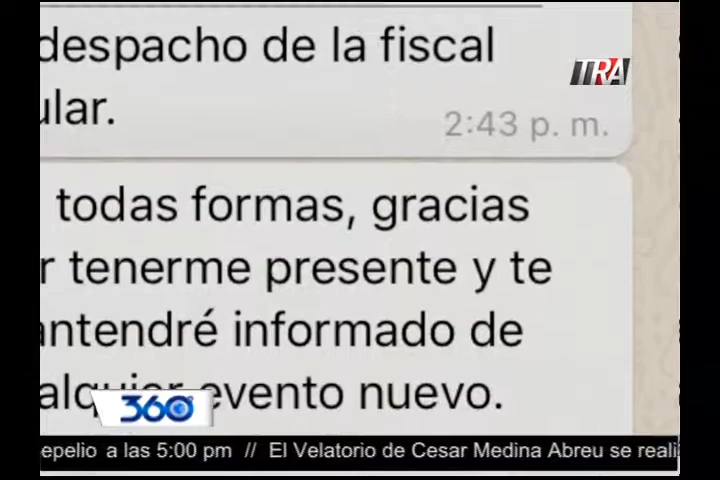 despacho de la fiscal
ular.
TRA
2:43 p. m.
todas formas, gracias
r tenerme presente y te
antendré informado de
alquier evento nuevo.
360°
epelio a las 5:00 pm // El Velatorio de Cesar Medina Abreu se reali